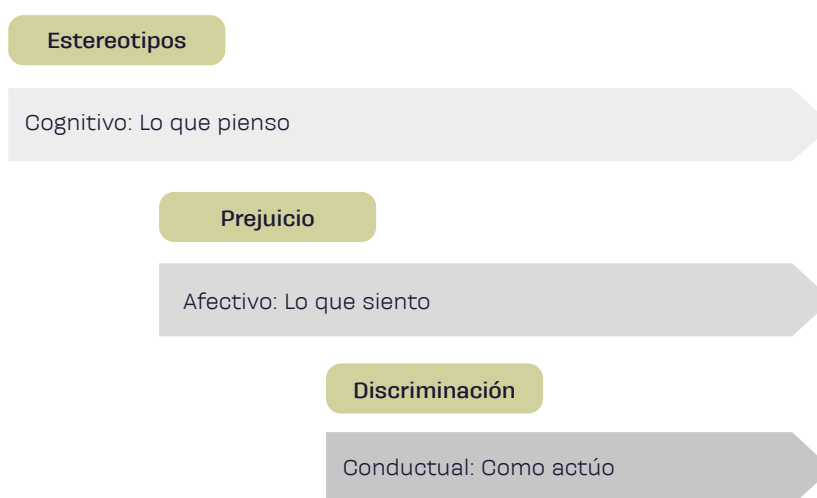 Estereotipos
Cognitivo: Lo que pienso
Prejuicio
Afectivo: Lo que siento
Discriminación
Conductual: Como actúo